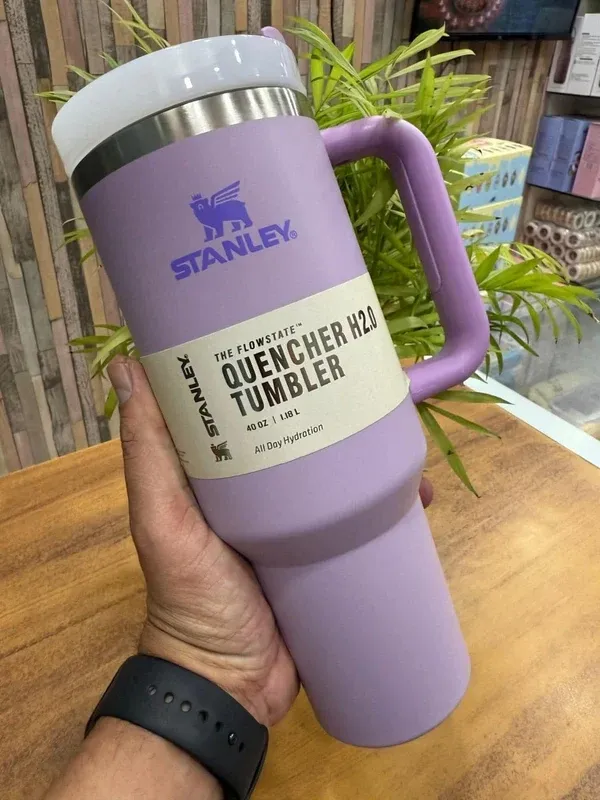 STANLEY®
THE FLOWSTATE™
QUENCHER H2.0
TUMBLER
40 OZ | 1.18 L
All Day Hydration
STANLEY.